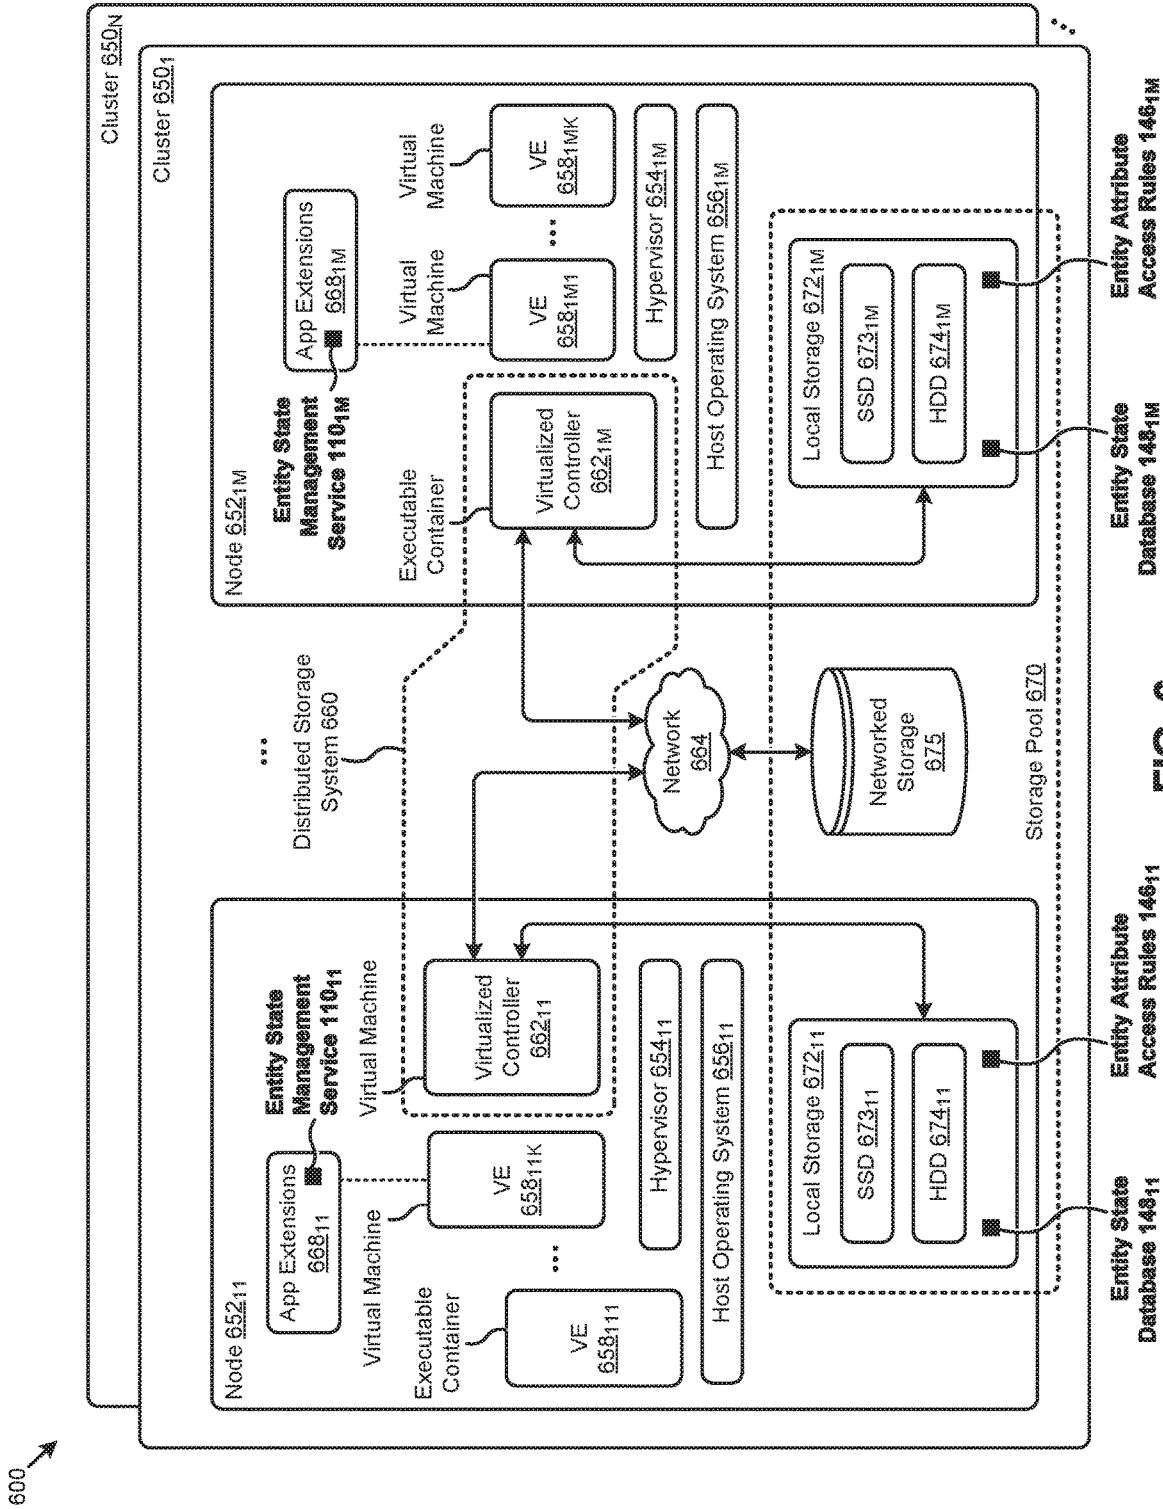 600
Cluster 650N
Cluster 6501
Node 65211
App Extensions
66811
Entity State
Management
Service 11011
Virtual Machine
Virtual Machine
Executable
Container
VE
658111
...
VE
65811K
Virtualized
Controller
66211
Hypervisor 65411
Host Operating System 65611
Local Storage 67211
SSD 67311
HDD 67411
...
Distributed Storage
System 660
Network
664
Networked
Storage
675
Storage Pool 670
Node 6521M
Entity State
Management
Service 1101M
App Extensions
6681M
Executable
Container
Virtual
Machine
Virtual
Machine
Virtualized
Controller
6621M
VE
6581M1
...
VE
6581MK
Hypervisor 6541M
Host Operating System 6561M
Local Storage 6721M
SSD 6731M
HDD 6741M
...
Entity State
Database 14811
Entity Attribute
Access Rules 14611
Entity State
Database 1481M
Entity Attribute
Access Rules 1461M